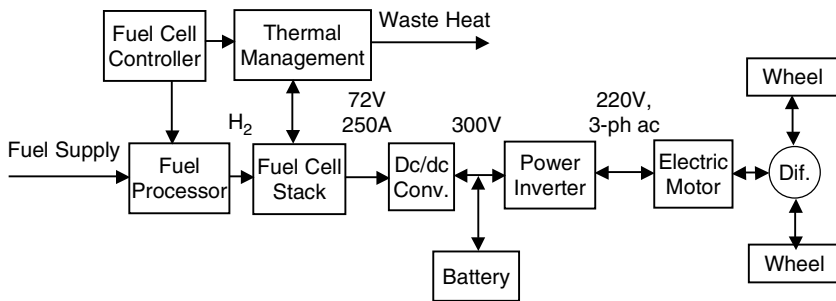 Fuel Cell
Controller
Thermal
Management
Waste Heat
Wheel
72V
250A
300V
220V,
3-ph ac
H2
Fuel Supply
Fuel
Processor
Fuel Cell
Stack
Dc/dc
Conv.
Power
Inverter
Electric
Motor
Dif.
Battery
Wheel